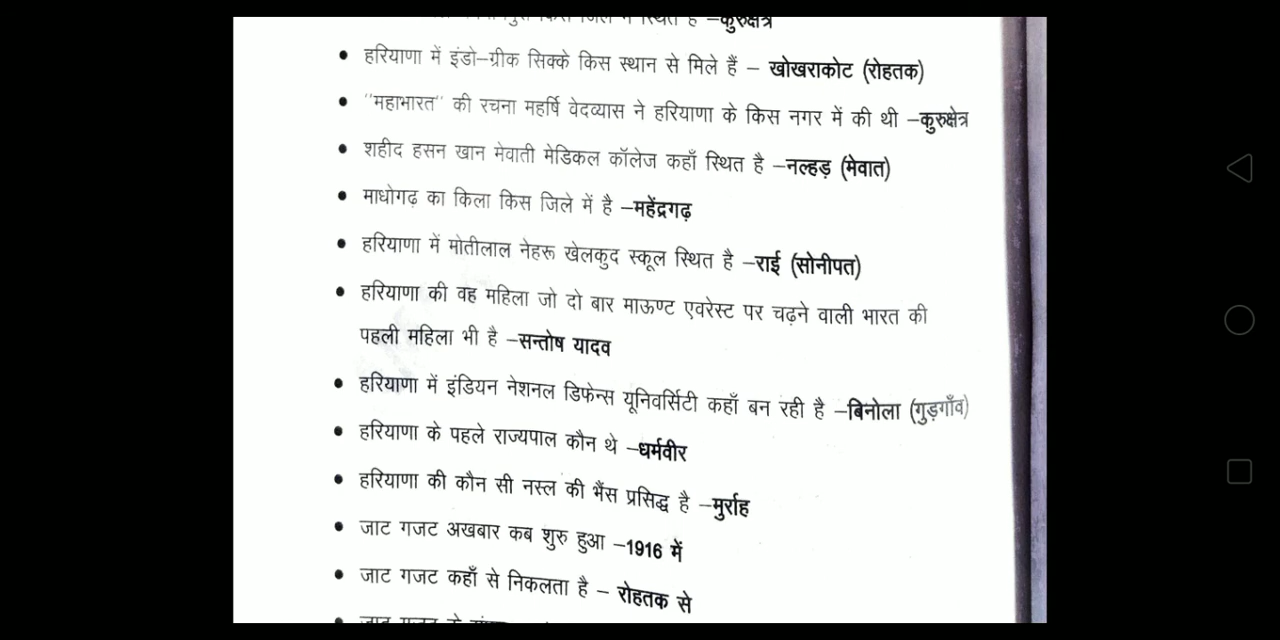 स्थित है –कुरुक्षेत्र
• हरियाणा में इंडो–ग्रीक सिक्के किस स्थान से मिले हैं – खोखराकोट (रोहतक)
• "महाभारत" की रचना महर्षि वेदव्यास ने हरियाणा के किस नगर में की थी –कुरुक्षेत्र
• शहीद हसन खान मेवाती मेडिकल कॉलेज कहाँ स्थित है –नल्हड़ (मेवात)
• माधोगढ़ का किला किस जिले में है –महेंद्रगढ़
• हरियाणा में मोतीलाल नेहरू खेलकुद स्कूल स्थित है –राई (सोनीपत)
• हरियाणा की वह महिला जो दो बार माऊण्ट एवरेस्ट पर चढ़ने वाली भारत की
पहली महिला भी है –सन्तोष यादव
• हरियाणा में इंडियन नेशनल डिफेन्स यूनिवर्सिटी कहाँ बन रही है –बिनोला (गुड़गाँव)
• हरियाणा के पहले राज्यपाल कौन थे –धर्मवीर
• हरियाणा की कौन सी नस्ल की भैंस प्रसिद्ध है –मुर्राह
• जाट गजट अखबार कब शुरु हुआ –1916 में
• जाट गजट कहाँ से निकलता है – रोहतक से